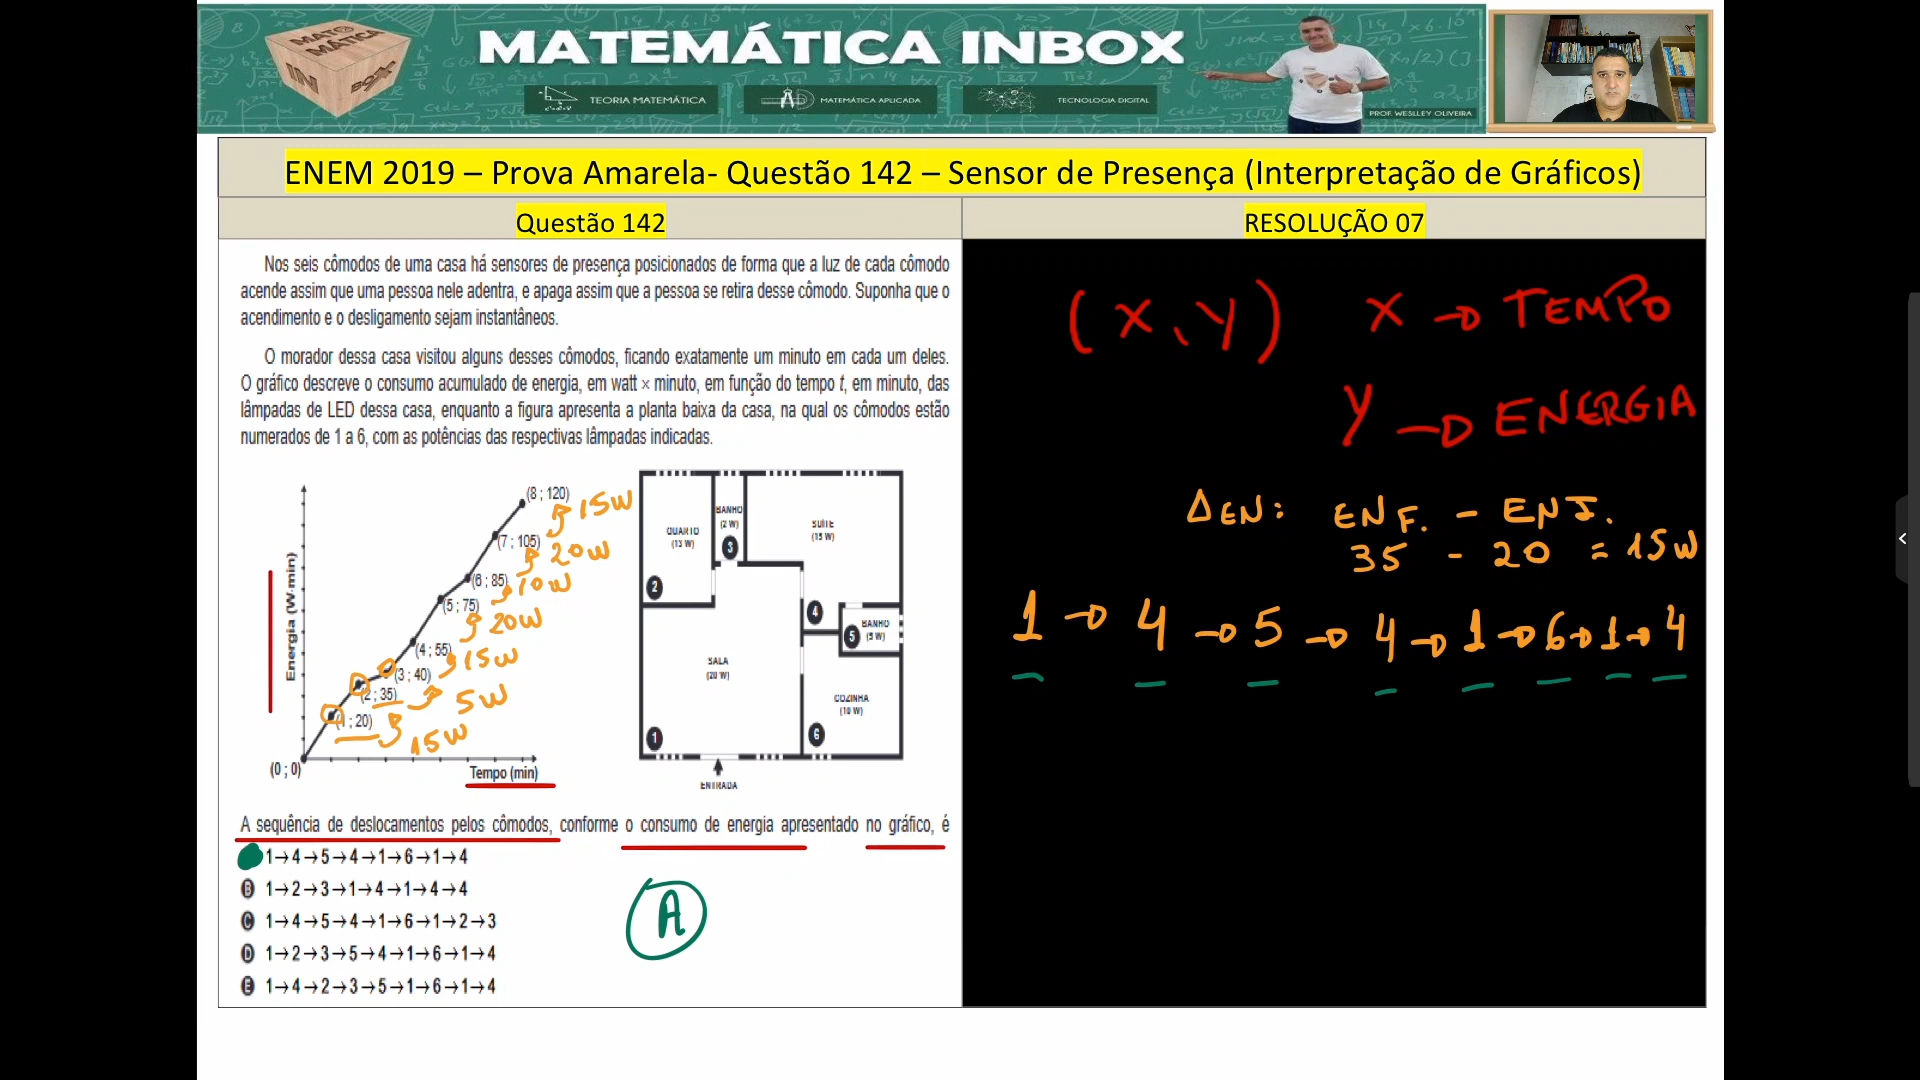 MATEMÁTICA INBOX
MATEMÁTICA
IN
BOX
TEORIA MATEMÁTICA
MATEMÁTICA APLICADA
TECNOLOGIA DIGITAL
PROF. WESLLEY OLIVEIRA
ENEM 2019 – Prova Amarela- Questão 142 – Sensor de Presença (Interpretação de Gráficos)
Questão 142
RESOLUÇÃO 07
Nos seis cômodos de uma casa há sensores de presença posicionados de forma que a luz de cada cômodo
acende assim que uma pessoa nele adentra, e apaga assim que a pessoa se retira desse cômodo. Suponha que o
acendimento e o desligamento sejam instantâneos.
O morador dessa casa visitou alguns desses cômodos, ficando exatamente um minuto em cada um deles.
O gráfico descreve o consumo acumulado de energia, em watt × minuto, em função do tempo t, em minuto, das
lâmpadas de LED dessa casa, enquanto a figura apresenta a planta baixa da casa, na qual os cômodos estão
numerados de 1 a 6, com as potências das respectivas lâmpadas indicadas.
Energia (W·min)
(8 ; 120)
15W
(7 ; 105)
20W
(6 ; 85)
10W
(5 ; 75)
20W
(4 ; 55)
15W
(3 ; 40)
5W
(2 ; 35)
15W
(1 ; 20)
(0 ; 0)
Tempo (min)
QUARTO
(13 W)
2
BANHO
(2 W)
3
SUÍTE
(15 W)
4
BANHO
(5 W)
5
SALA
(20 W)
1
COZINHA
(10 W)
6
ENTRADA
A sequência de deslocamentos pelos cômodos, conforme o consumo de energia apresentado no gráfico, é
1→4→5→4→1→6→1→4
B 1→2→3→1→4→1→4→4
C 1→4→5→4→1→6→1→2→3
D 1→2→3→5→4→1→6→1→4
E 1→4→2→3→5→1→6→1→4
A
(X, Y) X → TEMPO
Y → ENERGIA
ΔEN: ENF. - ENI.
35 - 20 = 15W
1 → 4 → 5 → 4 → 1 → 6 → 1 → 4